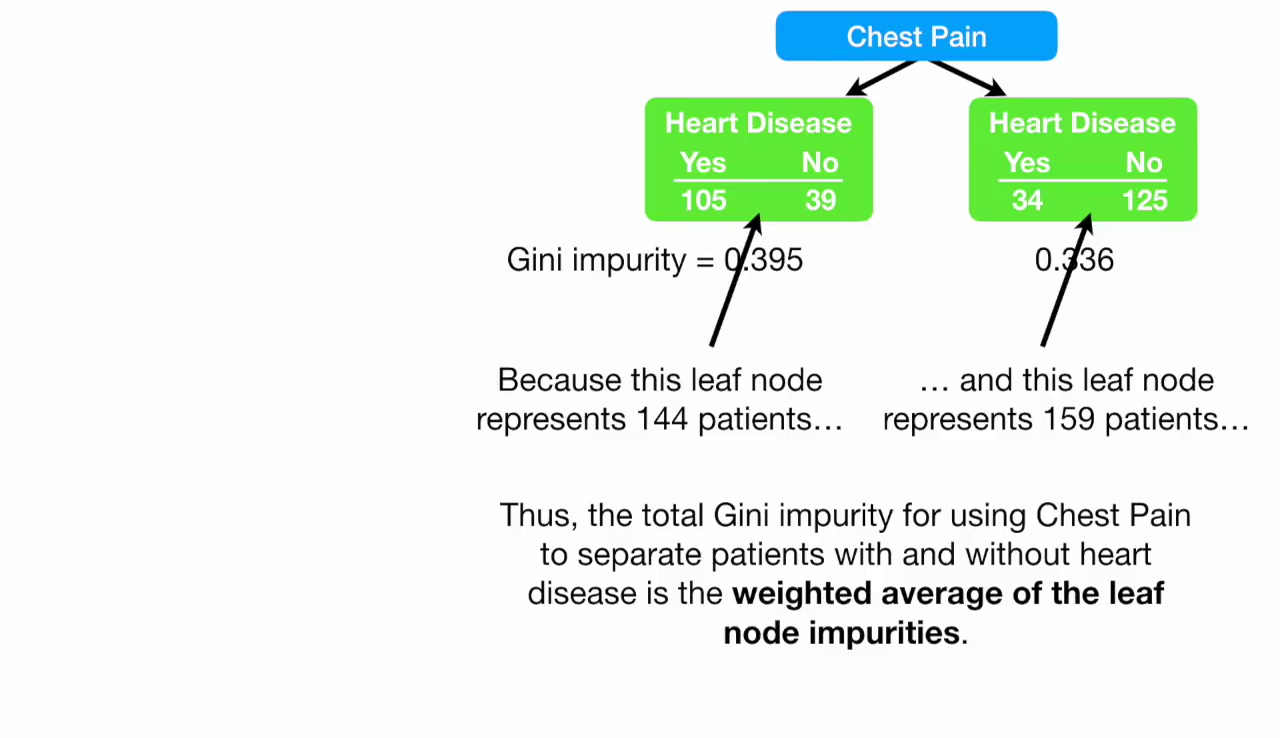 Chest Pain
Heart Disease
Yes No
105 39
Heart Disease
Yes No
34 125
Gini impurity = 0.395
0.336
Because this leaf node
represents 144 patients…
… and this leaf node
represents 159 patients…
Thus, the total Gini impurity for using Chest Pain
to separate patients with and without heart
disease is the weighted average of the leaf
node impurities.